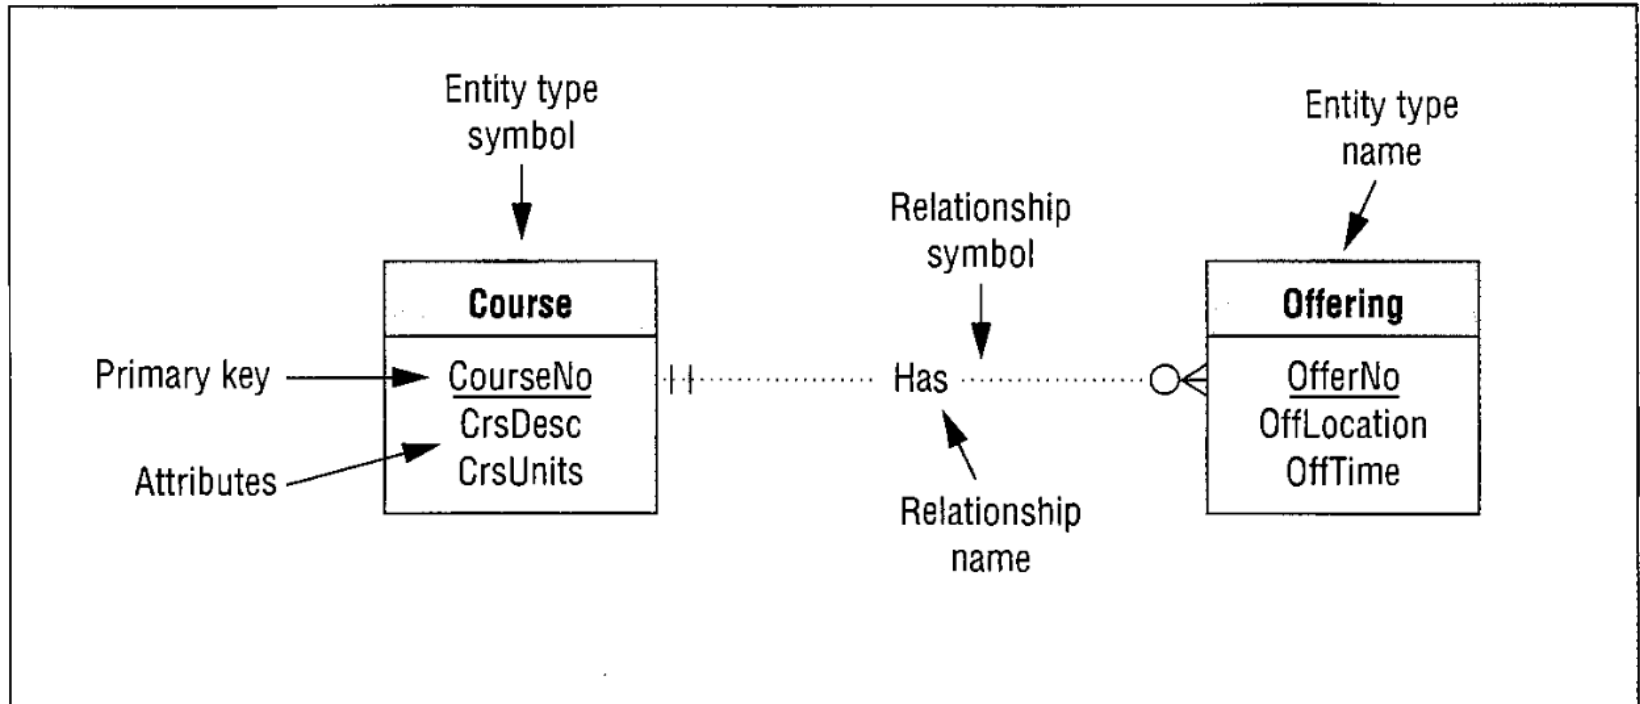 Entity type
symbol
Entity type
name
Relationship
symbol
Course
Offering
Primary key
CourseNo
Has
OfferNo
CrsDesc
OffLocation
Attributes
CrsUnits
OffTime
Relationship
name